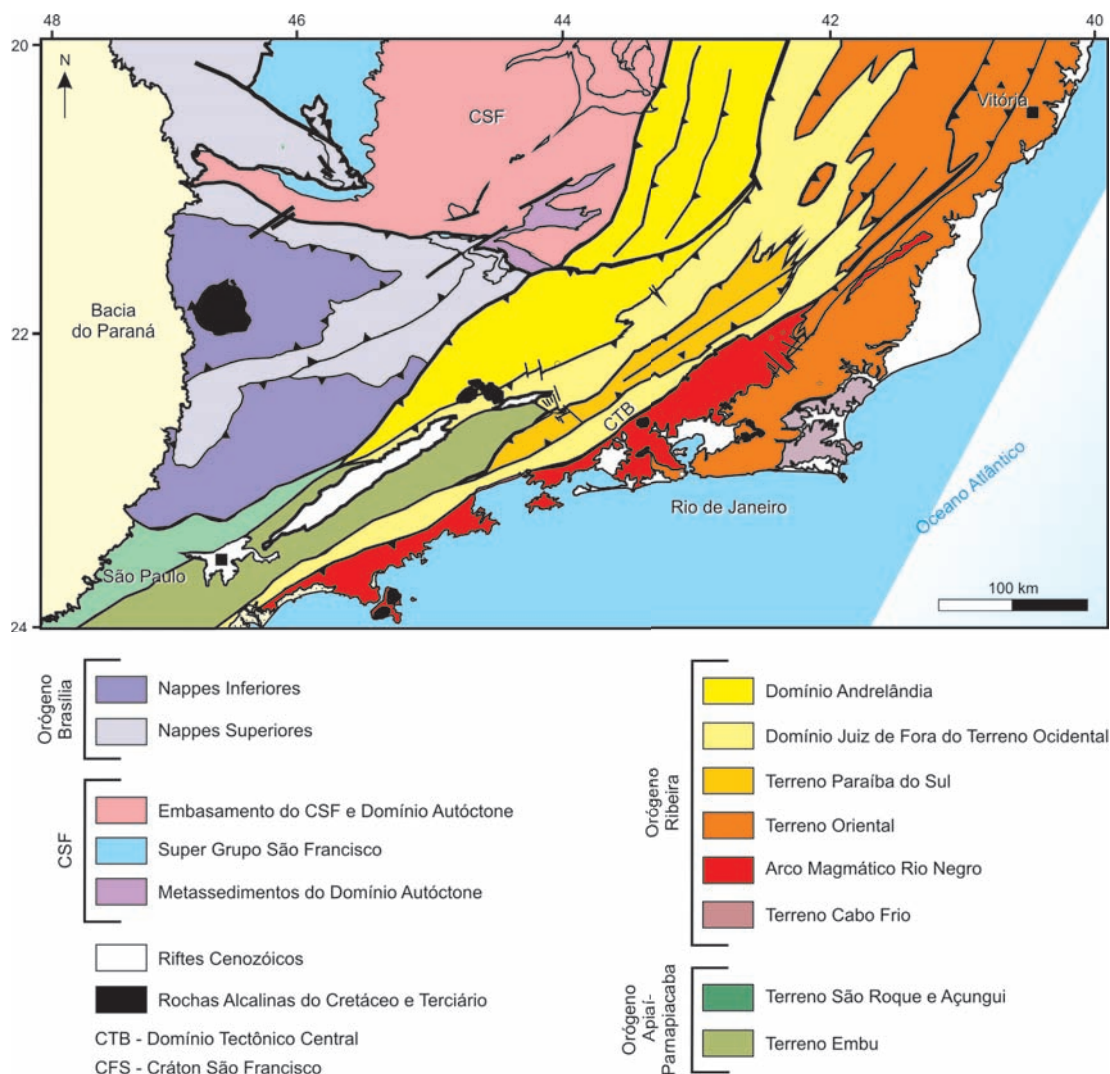 48
46
44
42
40
20
N
CSF
Vitória
Bacia
do Paraná
22
CTB
Oceano Atlântico
Rio de Janeiro
São Paulo
100 km
24
Orógeno
Brasília
Nappes Inferiores
Nappes Superiores
CSF
Embasamento do CSF e Domínio Autóctone
Super Grupo São Francisco
Metassedimentos do Domínio Autóctone
Riftes Cenozóicos
Rochas Alcalinas do Cretáceo e Terciário
CTB - Domínio Tectônico Central
CFS - Cráton São Francisco
Orógeno
Ribeira
Domínio Andrelândia
Domínio Juiz de Fora do Terreno Ocidental
Terreno Paraíba do Sul
Terreno Oriental
Arco Magmático Rio Negro
Terreno Cabo Frio
Orógeno
Apiaí-
Parnapiacaba
Terreno São Roque e Açungui
Terreno Embu